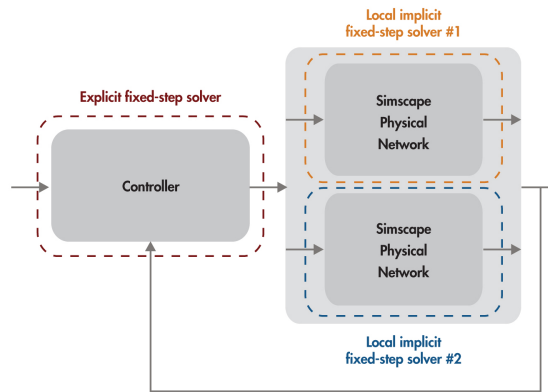 Local implicit
fixed-step solver #1
Explicit fixed-step solver
Simscape
Physical
Network
Controller
Simscape
Physical
Network
Local implicit
fixed-step solver #2